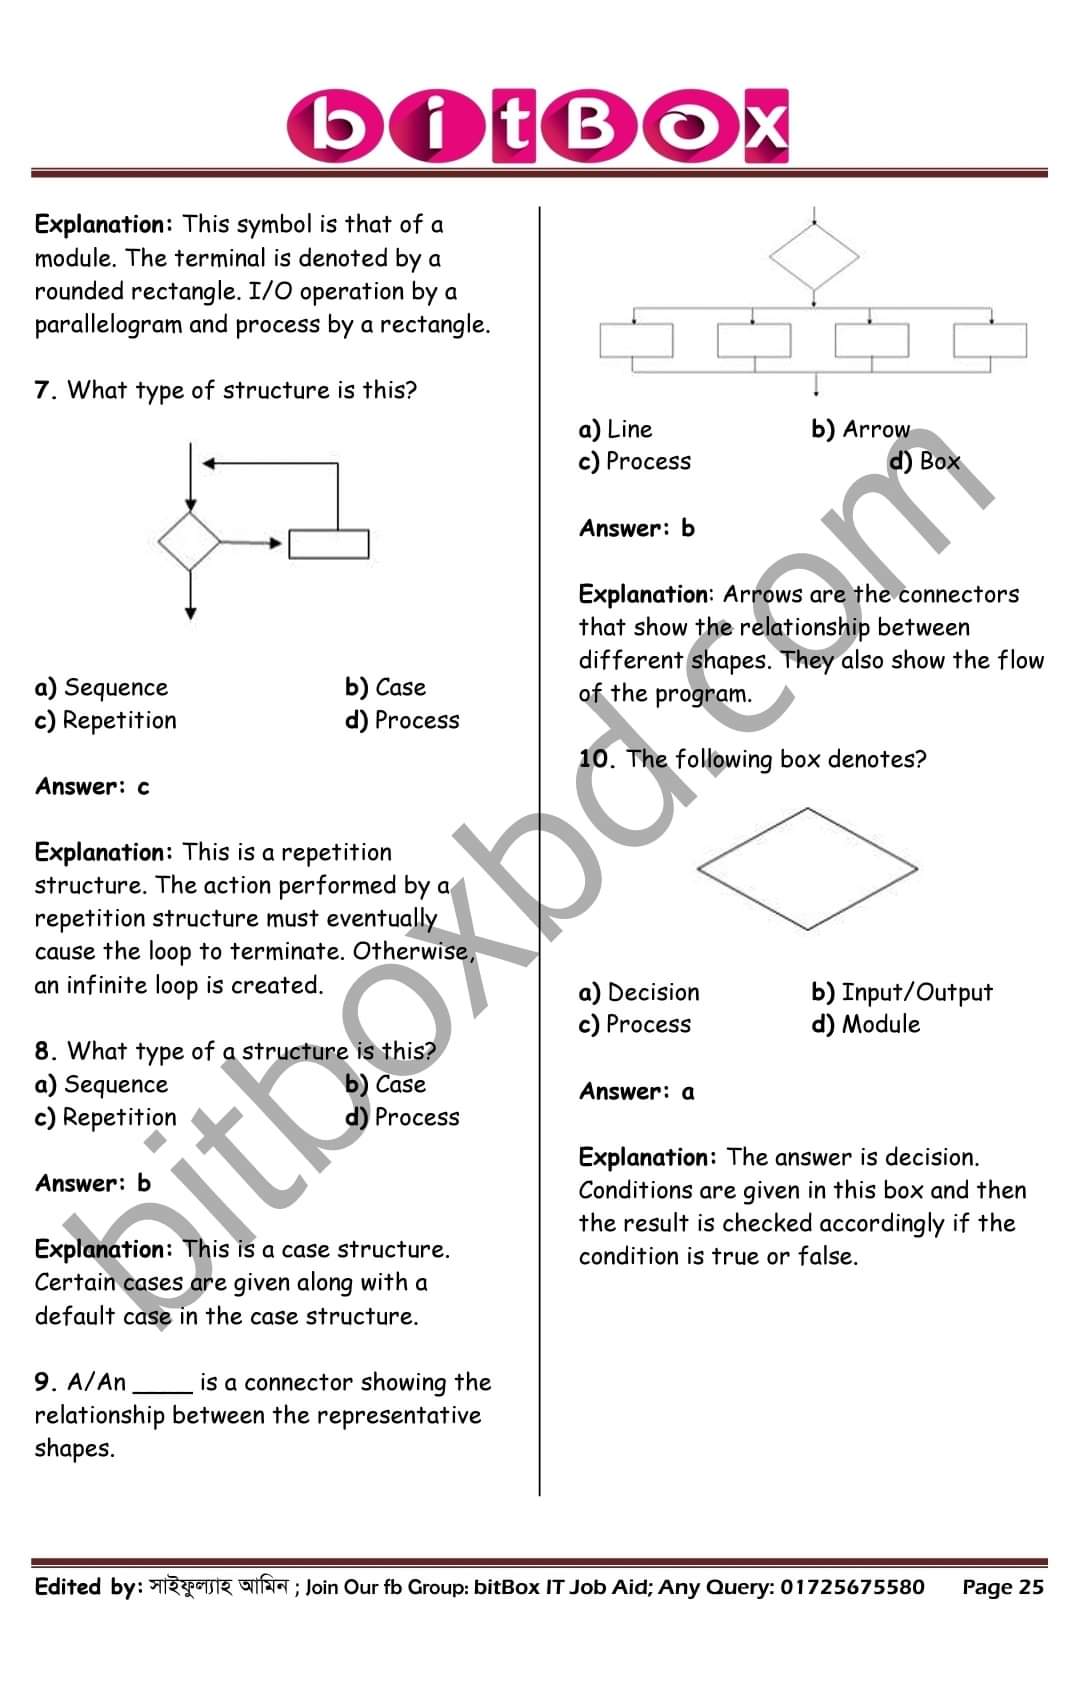 bitBox
Explanation: This symbol is that of a
module. The terminal is denoted by a
rounded rectangle. I/O operation by a
parallelogram and process by a rectangle.
7. What type of structure is this?
a) Sequence b) Case
c) Repetition d) Process
Answer: c
Explanation: This is a repetition
structure. The action performed by a
repetition structure must eventually
cause the loop to terminate. Otherwise,
an infinite loop is created.
8. What type of a structure is this?
a) Sequence b) Case
c) Repetition d) Process
Answer: b
Explanation: This is a case structure.
Certain cases are given along with a
default case in the case structure.
9. A/An _____ is a connector showing the
relationship between the representative
shapes.
a) Line b) Arrow
c) Process d) Box
Answer: b
Explanation: Arrows are the connectors
that show the relationship between
different shapes. They also show the flow
of the program.
10. The following box denotes?
a) Decision b) Input/Output
c) Process d) Module
Answer: a
Explanation: The answer is decision.
Conditions are given in this box and then
the result is checked accordingly if the
condition is true or false.
bitboxbd.com
Edited by: সাইফুল্যাহ আমিন ; Join Our fb Group: bitBox IT Job Aid; Any Query: 01725675580 Page 25